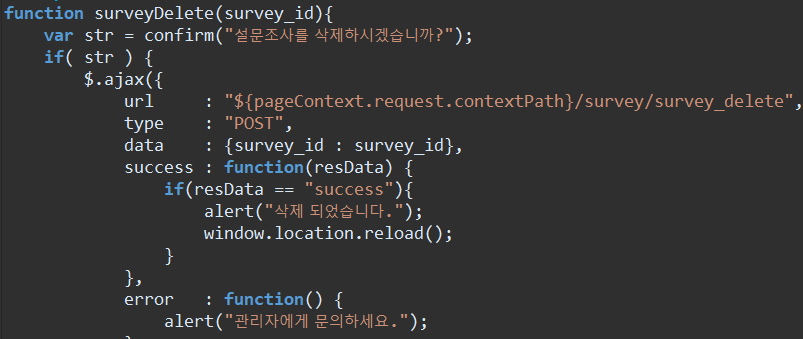 function surveyDelete(survey_id){
    var str = confirm("설문조사를 삭제하시겠습니까?");
    if( str ) {
        $.ajax({
            url     : "${pageContext.request.contextPath}/survey/survey_delete",
            type    : "POST",
            data    : {survey_id : survey_id},
            success : function(resData) {
                if(resData == "success"){
                    alert("삭제 되었습니다.");
                    window.location.reload();
                }
            },
            error   : function() {
                alert("관리자에게 문의하세요.");